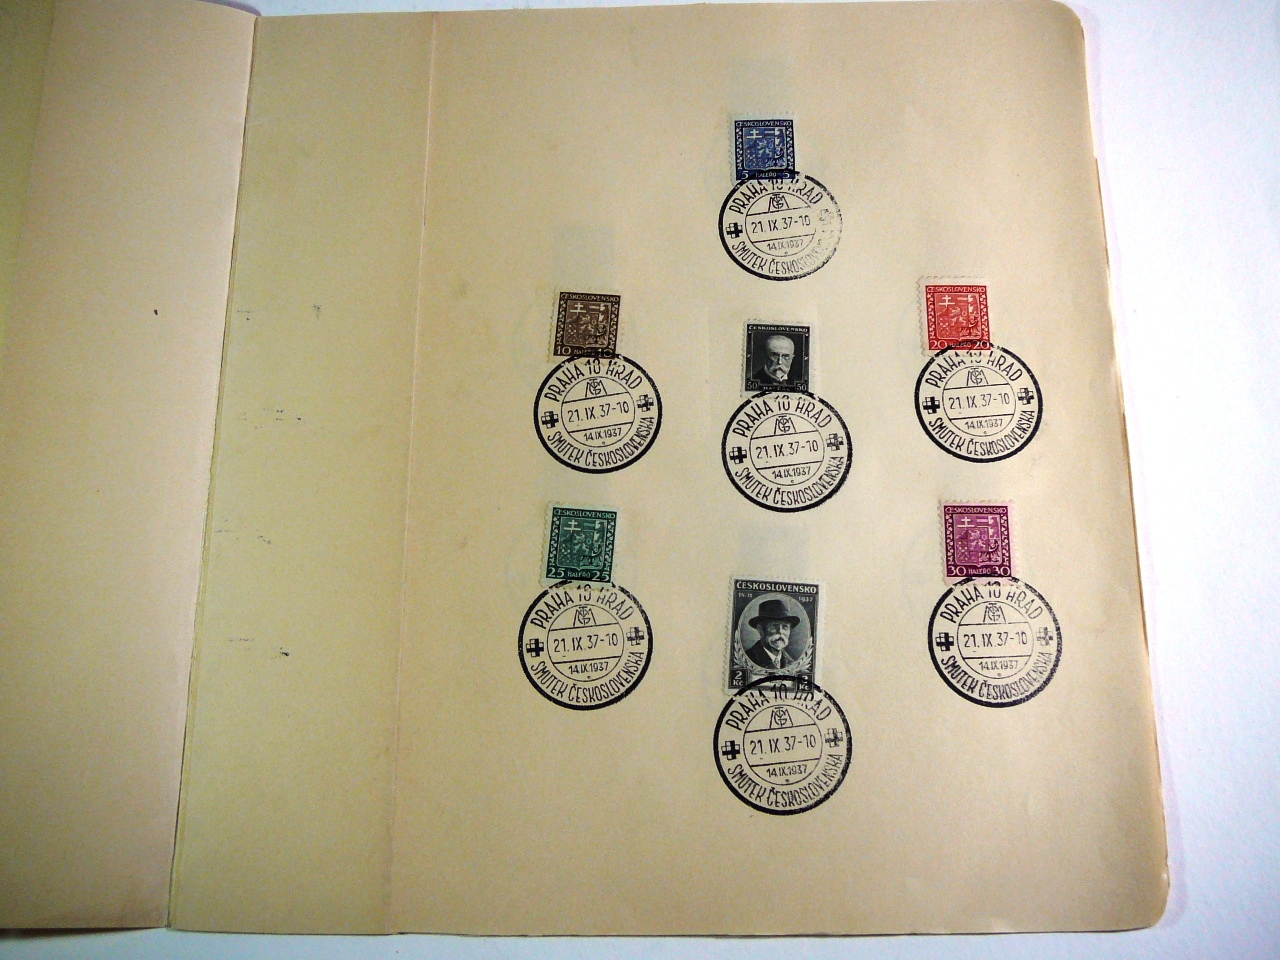 ČESKOSLOVENSKO
5 HALÉŘŮ 5
PRAHA 10 HRAD
21. IX. 37-10
14.IX.1937
SMUTEK ČESKOSLOVENSKA
ČESKOSLOVENSKO
10 HALÉŘŮ 10
PRAHA 10 HRAD
21. IX. 37-10
14.IX.1937
SMUTEK ČESKOSLOVENSKA
ČESKOSLOVENSKO
50 50
PRAHA 10 HRAD
21. IX. 37-10
14.IX.1937
SMUTEK ČESKOSLOVENSKA
ČESKOSLOVENSKO
20 HALÉŘŮ 20
PRAHA 10 HRAD
21. IX. 37-10
14.IX.1937
SMUTEK ČESKOSLOVENSKA
ČESKOSLOVENSKO
25 HALÉŘŮ 25
PRAHA 10 HRAD
21. IX. 37-10
14.IX.1937
SMUTEK ČESKOSLOVENSKA
ČESKOSLOVENSKO
1937
2 Kč
PRAHA 10 HRAD
21. IX. 37-10
14.IX.1937
SMUTEK ČESKOSLOVENSKA
ČESKOSLOVENSKO
30 HALÉŘŮ 30
PRAHA 10 HRAD
21. IX. 37-10
14.IX.1937
SMUTEK ČESKOSLOVENSKA